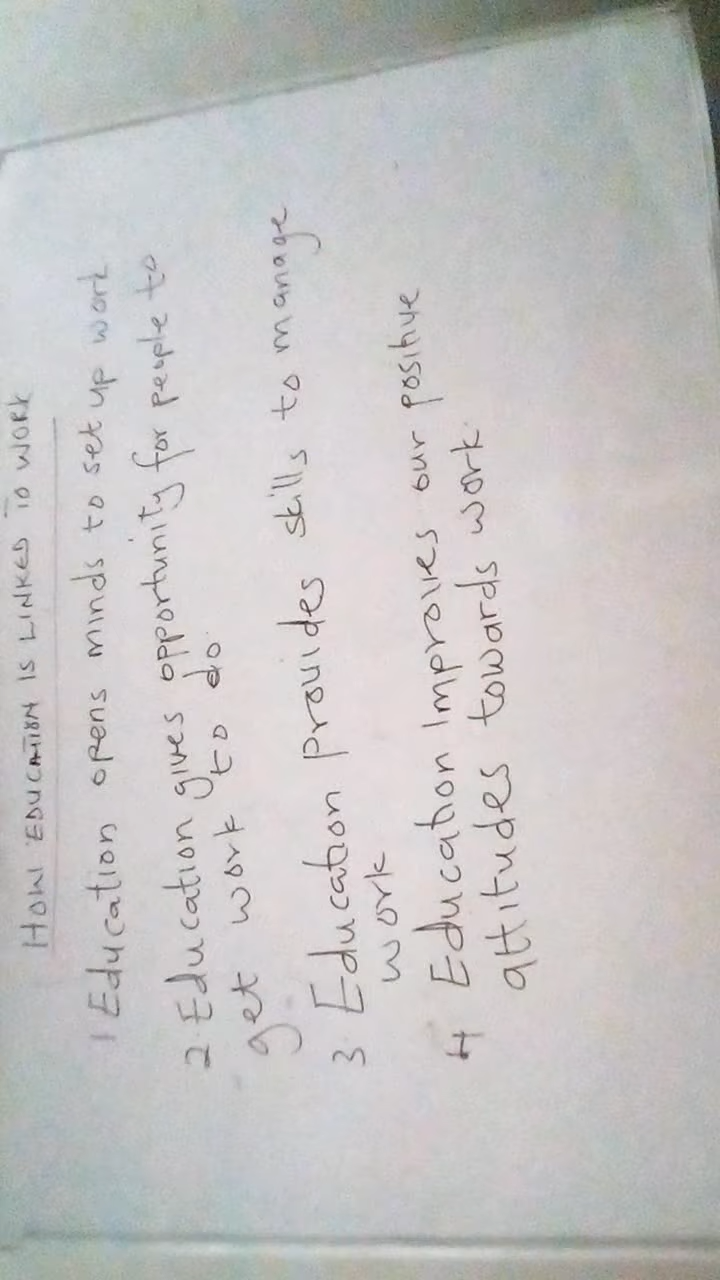 HOW EDUCATION IS LINKED TO WORK
1 Education opens minds to set up work
2. Education gives opportunity for people to
get work to do.
3. Education provides skills to manage
work
4 Education Improves our positive
attitudes towards work.